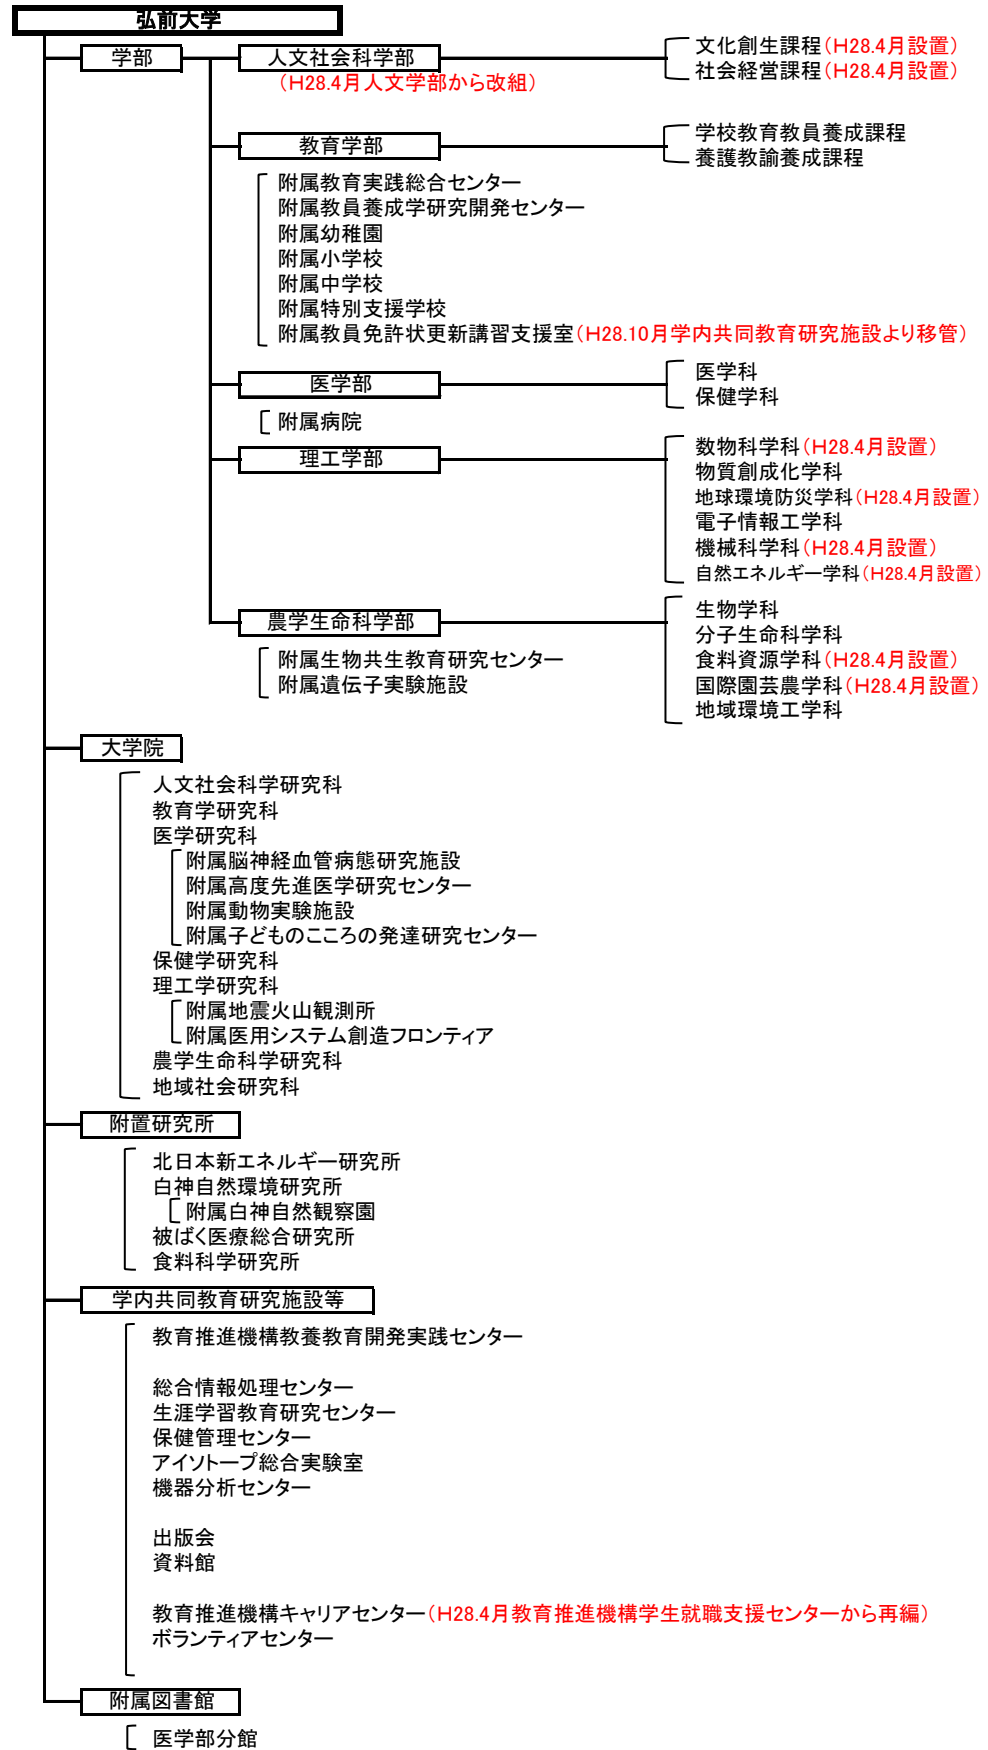 弘前大学
学部
人文社会科学部
(H28.4月人文学部から改組)
文化創生課程(H28.4月設置)
社会経営課程(H28.4月設置)
教育学部
学校教育教員養成課程
養護教諭養成課程
附属教育実践総合センター
附属教員養成学研究開発センター
附属幼稚園
附属小学校
附属中学校
附属特別支援学校
附属教員免許状更新講習支援室(H28.10月学内共同教育研究施設より移管)
医学部
医学科
保健学科
附属病院
理工学部
数物科学科(H28.4月設置)
物質創成化学科
地球環境防災学科(H28.4月設置)
電子情報工学科
機械科学科(H28.4月設置)
自然エネルギー学科(H28.4月設置)
農学生命科学部
生物学科
分子生命科学科
食料資源学科(H28.4月設置)
国際園芸農学科(H28.4月設置)
地域環境工学科
附属生物共生教育研究センター
附属遺伝子実験施設
大学院
人文社会科学研究科
教育学研究科
医学研究科
附属脳神経血管病態研究施設
附属高度先進医学研究センター
附属動物実験施設
附属子どものこころの発達研究センター
保健学研究科
理工学研究科
附属地震火山観測所
附属医用システム創造フロンティア
農学生命科学研究科
地域社会研究科
附置研究所
北日本新エネルギー研究所
白神自然環境研究所
附属白神自然観察園
被ばく医療総合研究所
食料科学研究所
学内共同教育研究施設等
教育推進機構教養教育開発実践センター
総合情報処理センター
生涯学習教育研究センター
保健管理センター
アイソトープ総合実験室
機器分析センター
出版会
資料館
教育推進機構キャリアセンター(H28.4月教育推進機構学生就職支援センターから再編)
ボランティアセンター
附属図書館
医学部分館